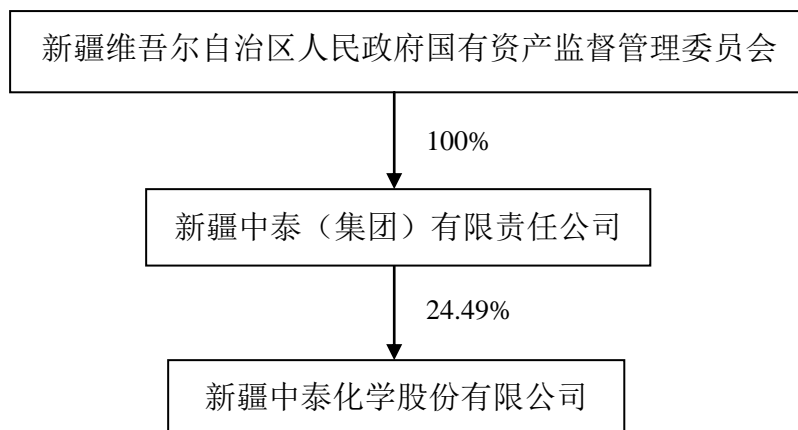 新疆维吾尔自治区人民政府国有资产监督管理委员会
100%
新疆中泰（集团）有限责任公司
24.49%
新疆中泰化学股份有限公司